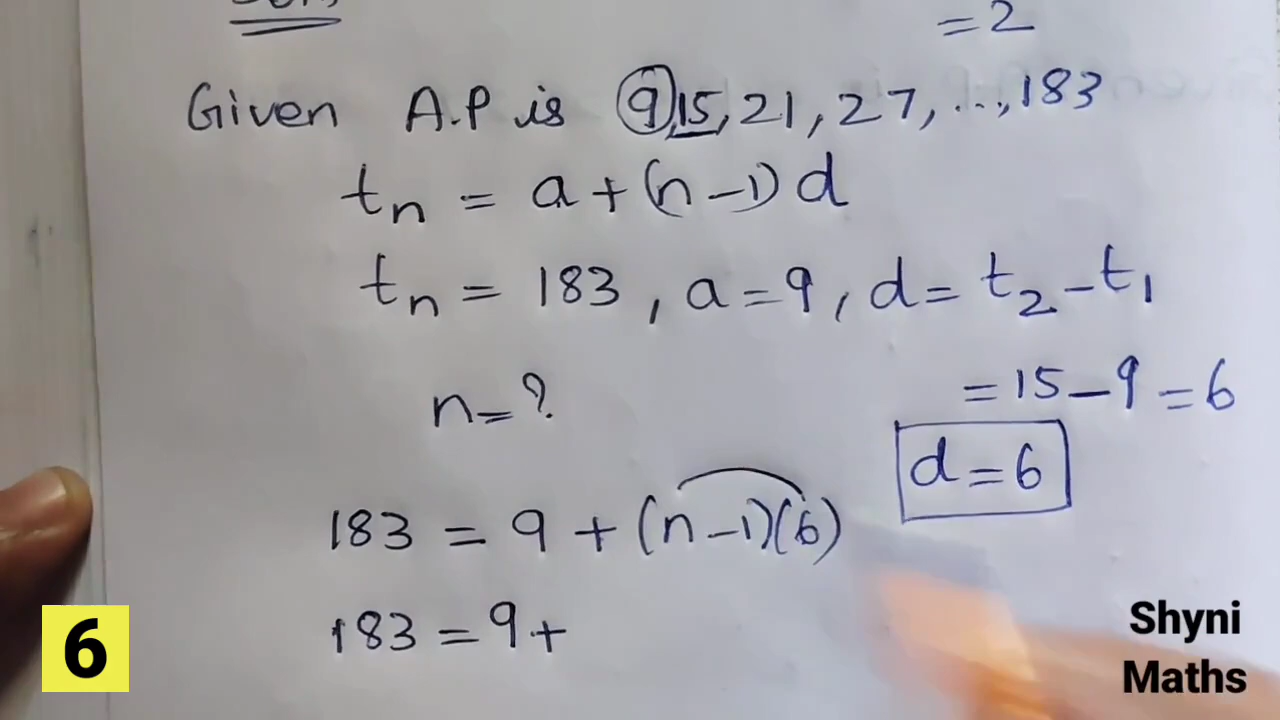 = 2
Given A.P is 9, 15, 21, 27, ..., 183
tn = a + (n - 1) d
tn = 183, a = 9, d = t2 - t1
= 15 - 9 = 6
n = ?
d = 6
183 = 9 + (n - 1)(6)
183 = 9 +
6
Shyni
Maths